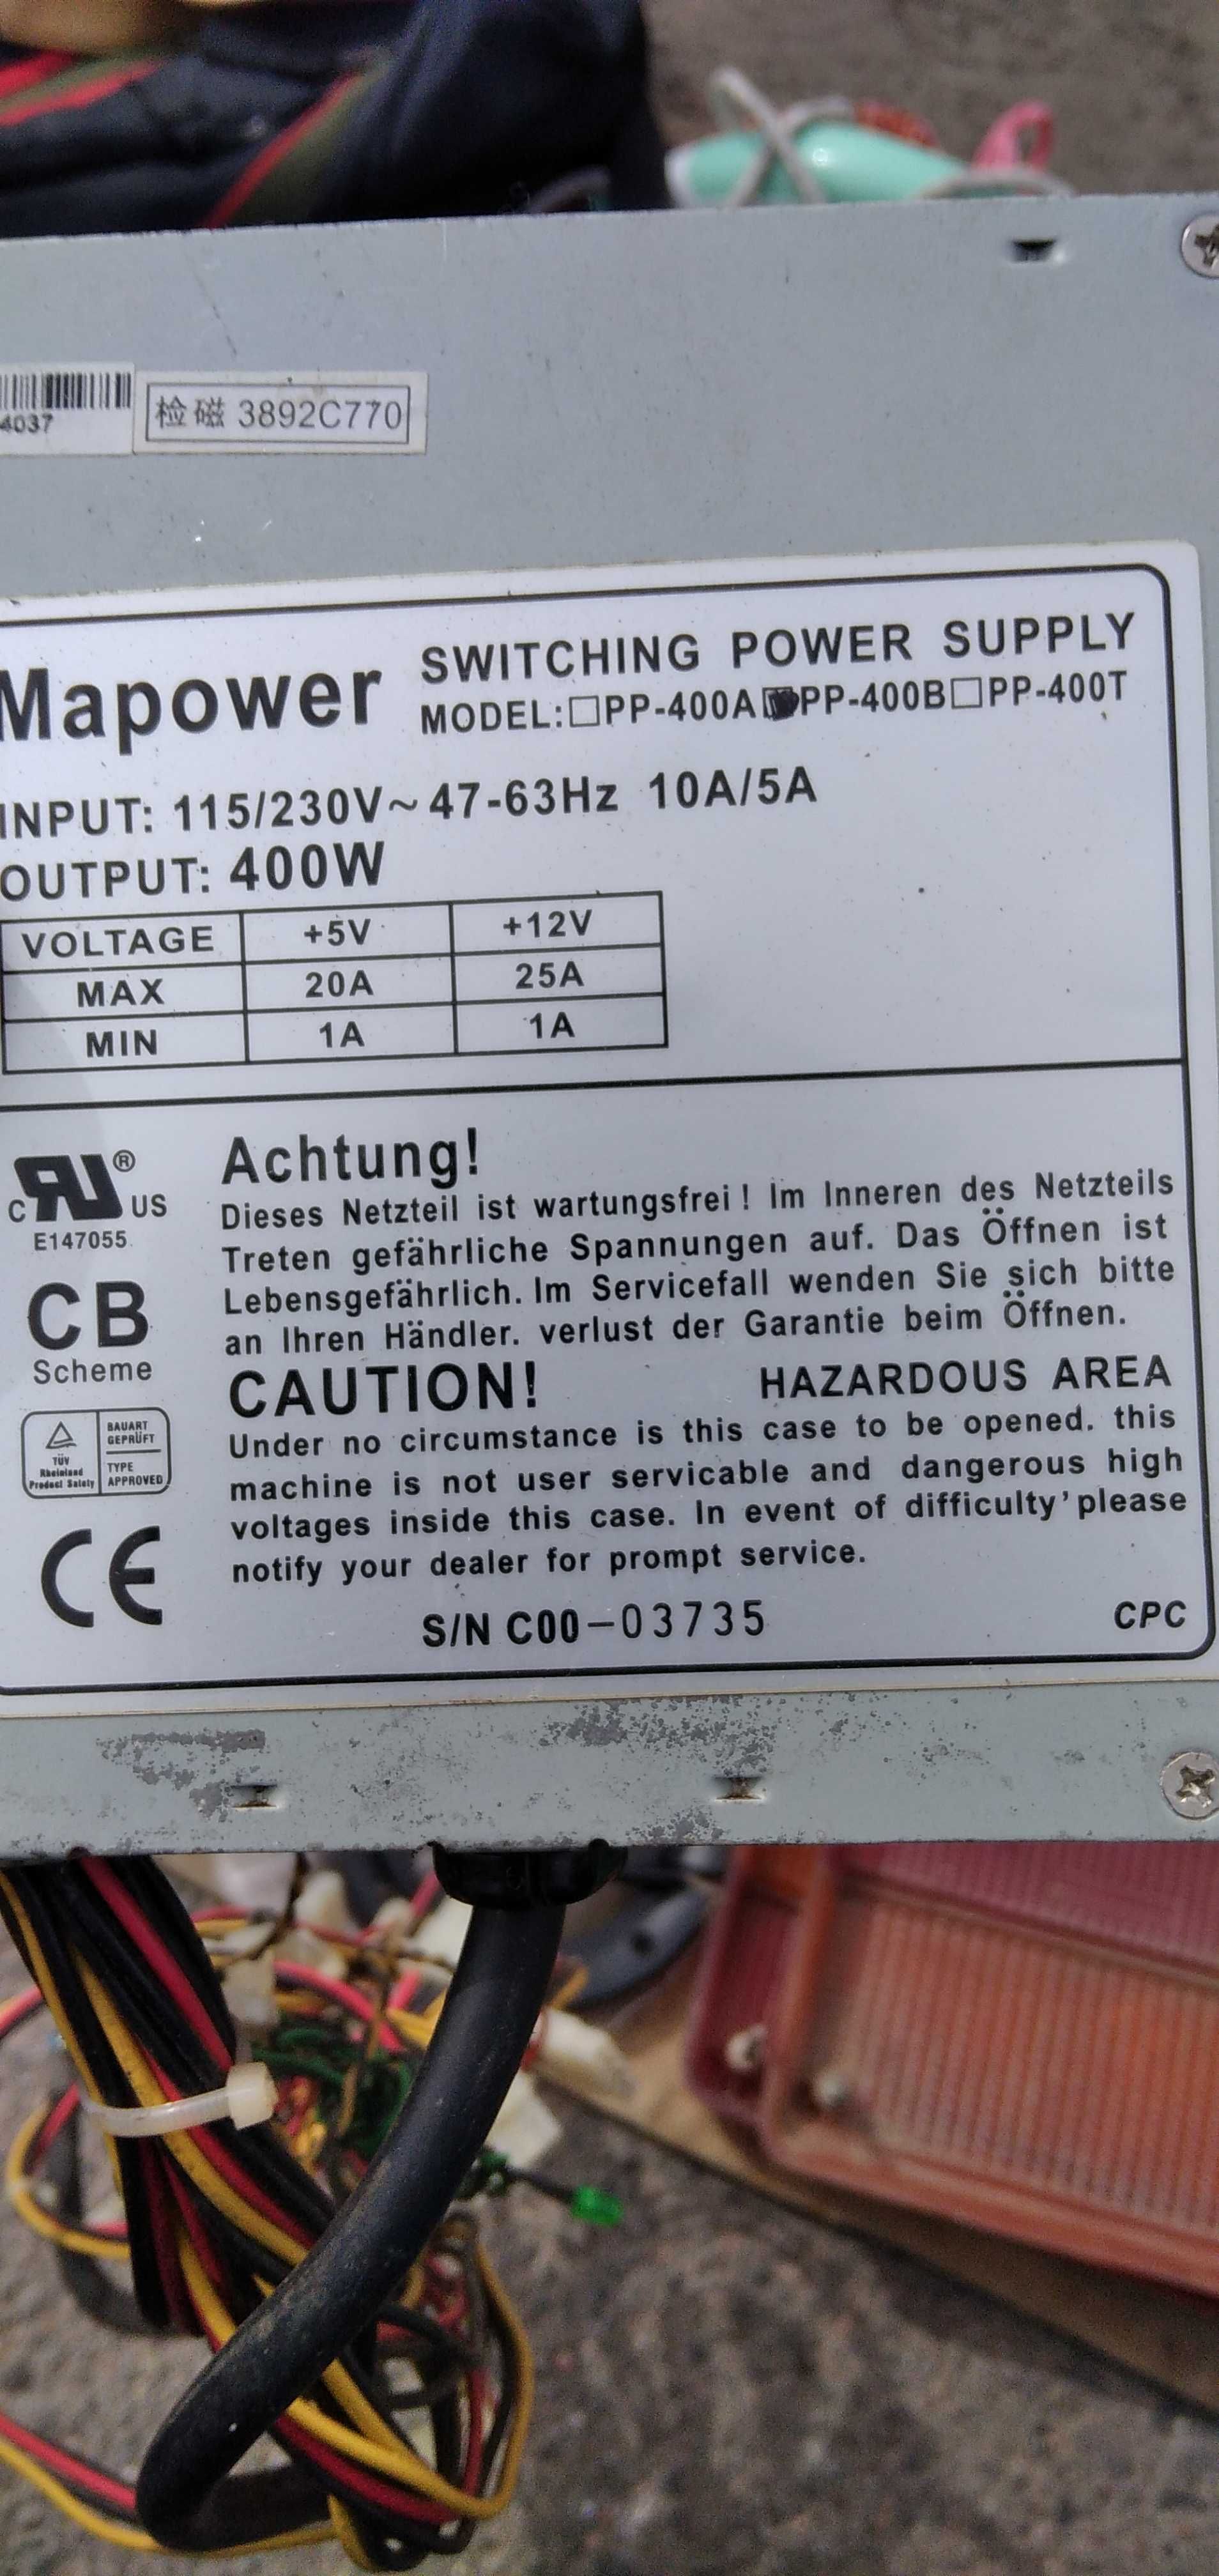 4037
检磁 3892C770
Mapower
SWITCHING POWER SUPPLY
MODEL:☐PP-400A■PP-400B☐PP-400T
INPUT: 115/230V~ 47-63Hz 10A/5A
OUTPUT: 400W
VOLTAGE +5V +12V
MAX 20A 25A
MIN 1A 1A
Achtung!
Dieses Netzteil ist wartungsfrei! Im Inneren des Netzteils
Treten gefährliche Spannungen auf. Das Öffnen ist
Lebensgefährlich. Im Servicefall wenden Sie sich bitte
an Ihren Händler. verlust der Garantie beim Öffnen.
CAUTION! HAZARDOUS AREA
Under no circumstance is this case to be opened. this
machine is not user servicable and dangerous high
voltages inside this case. In event of difficulty'please
notify your dealer for prompt service.
S/N C00-03735
CPC
C RU® US
E147055
CB
Scheme
TÜV
Rheinland
Product Safety
BAUART
GEPRÜFT
TYPE
APPROVED
CE